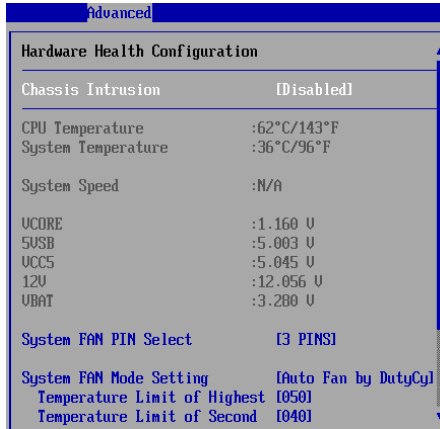 Advanced
Hardware Health Configuration
Chassis Intrusion [Disabled]
CPU Temperature :62°C/143°F
System Temperature :36°C/96°F
System Speed :N/A
VCORE :1.160 V
5VSB :5.003 V
VCC5 :5.045 V
12V :12.056 V
VBAT :3.280 V
System FAN PIN Select [3 PINS]
System FAN Mode Setting [Auto Fan by DutyCy]
Temperature Limit of Highest [050]
Temperature Limit of Second [040]